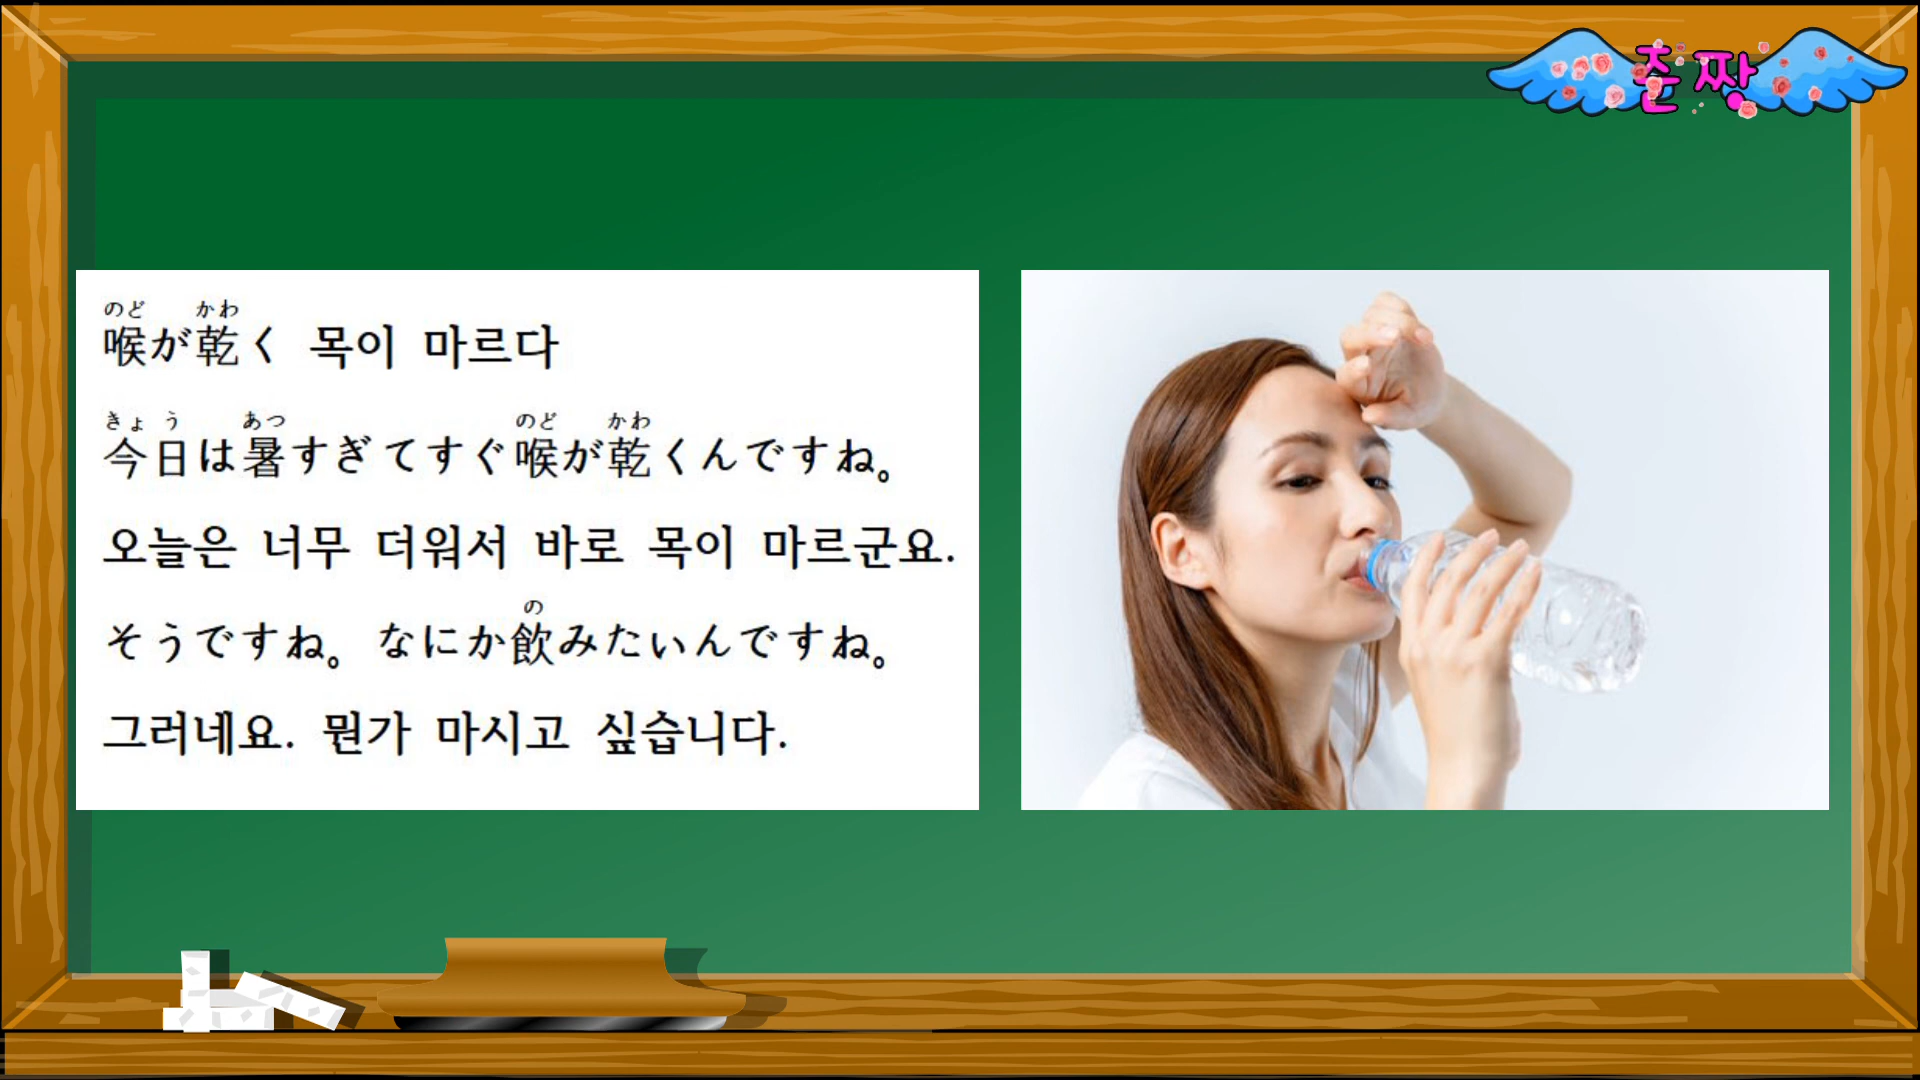 준짱
のど かわ
喉が乾く 목이 마르다
きょう あつ のど かわ
今日は暑すぎてすぐ喉が乾くんですね。
오늘은 너무 더워서 바로 목이 마르군요.
の
そうですね。なにか飲みたいんですね。
그러네요. 뭔가 마시고 싶습니다.